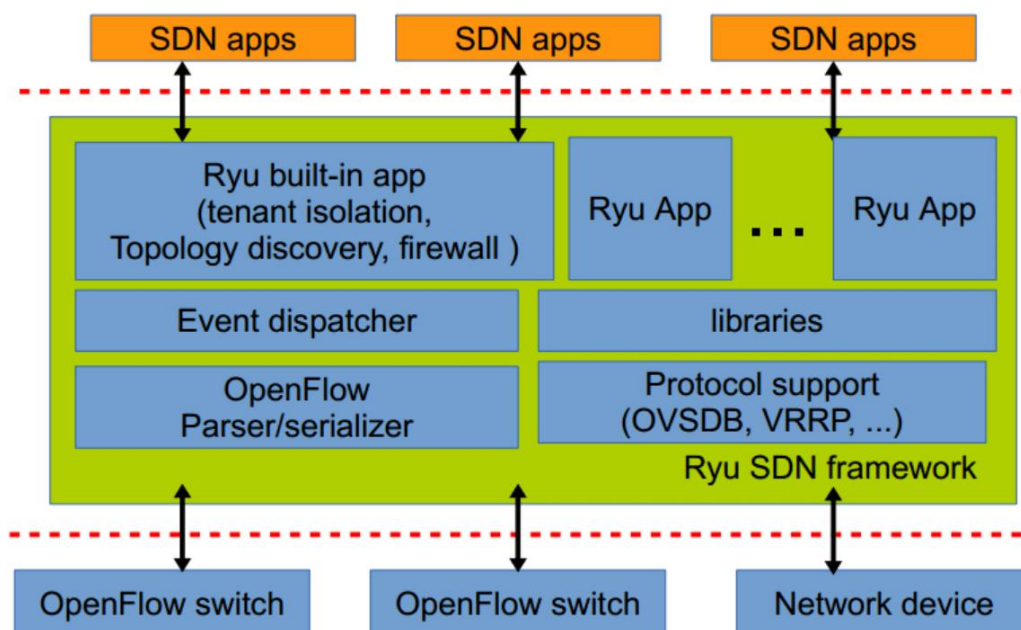 SDN apps
SDN apps
SDN apps
Ryu built-in app
(tenant isolation,
Topology discovery, firewall )
Ryu App
...
Ryu App
Event dispatcher
libraries
OpenFlow
Parser/serializer
Protocol support
(OVSDB, VRRP, ...)
Ryu SDN framework
OpenFlow switch
OpenFlow switch
Network device